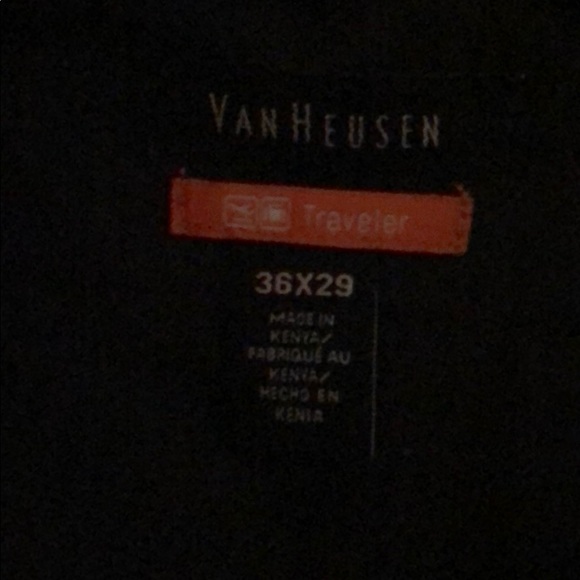 VAN HEUSEN
Traveler
36X29
MADE IN
KENYA/
FABRIQUÉ AU
KENYA/
HECHO EN
KENIA